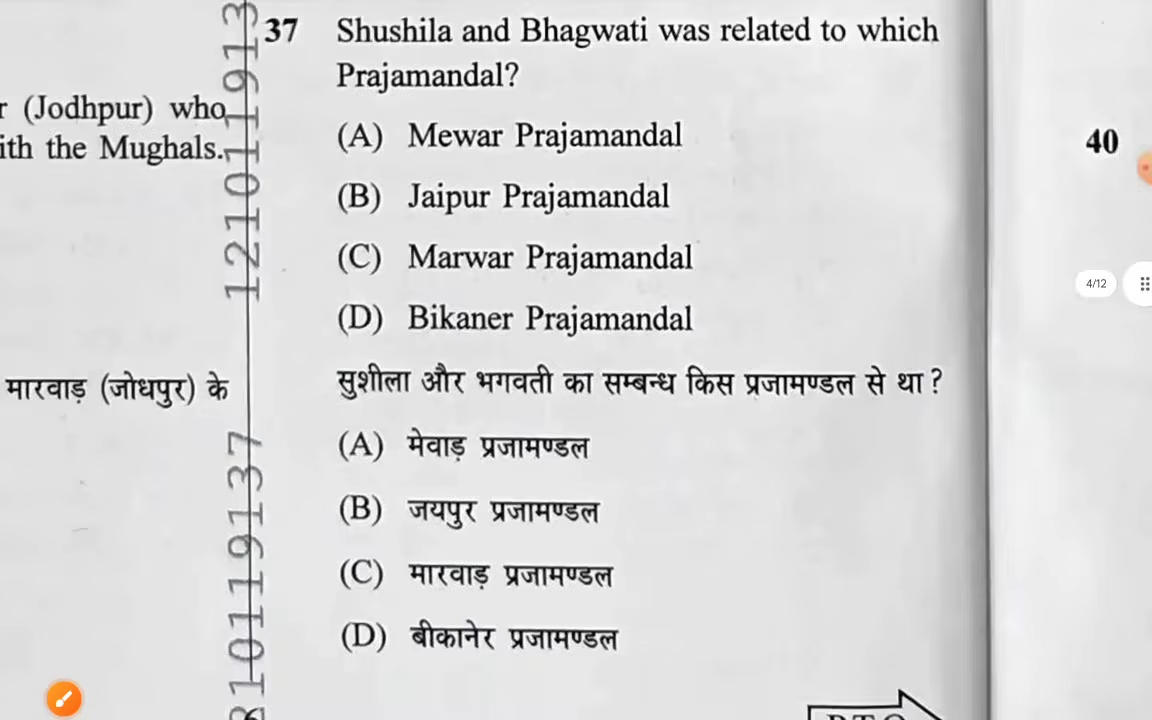 37 Shushila and Bhagwati was related to which
Prajamandal?
(A) Mewar Prajamandal
(B) Jaipur Prajamandal
(C) Marwar Prajamandal
(D) Bikaner Prajamandal
सुशीला और भगवती का सम्बन्ध किस प्रजामण्डल से था ?
(A) मेवाड़ प्रजामण्डल
(B) जयपुर प्रजामण्डल
(C) मारवाड़ प्रजामण्डल
(D) बीकानेर प्रजामण्डल
r (Jodhpur) who
ith the Mughals.
मारवाड़ (जोधपुर) के
40
4/12